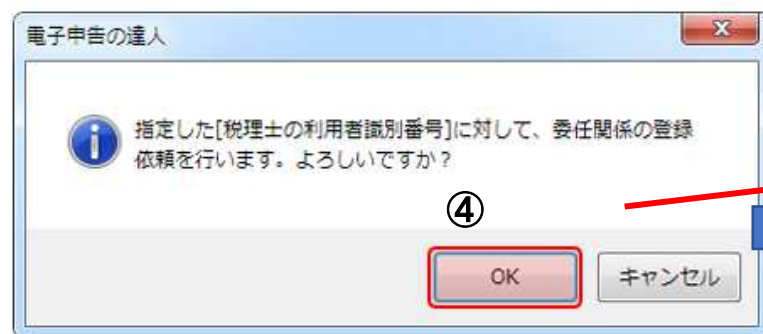 電子申告の達人
指定した[税理士の利用者識別番号]に対して、委任関係の登録
依頼を行います。よろしいですか？
④
OK
キャンセル